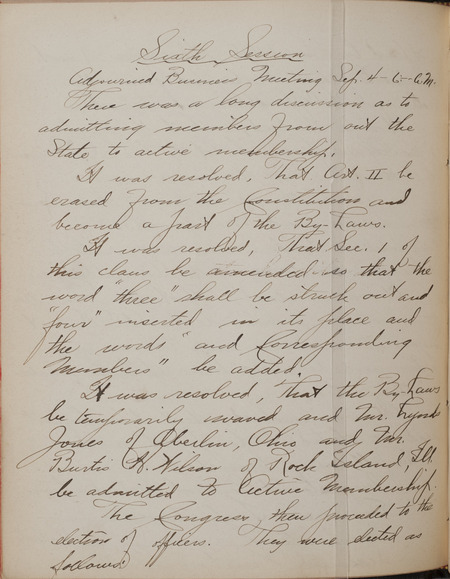 Sixth Session
Adjourned Business Meeting Sep. 4 - 6 - A.M.
There was a long discussion as to
admitting members from out the
State to active membership.
It was resolved, That Art. II be
erased from the Constitution and
become a part of the By-Laws.
It was resolved, That Sec. 1 of
this claus be amended so that the
word "three" shall be struck out and
"four" inserted in its place and
the words "and Corresponding
Members" be added.
It was resolved, that the By-Laws
be temporarily waved and Mr. Lynds
Jones of Oberlin, Ohio and Mr.
Burtis H. Wilson of Rock Island, Ill.
be admitted to Active Membership.
The Congress then proceeded to the
election of officers. They were elected as
follows: